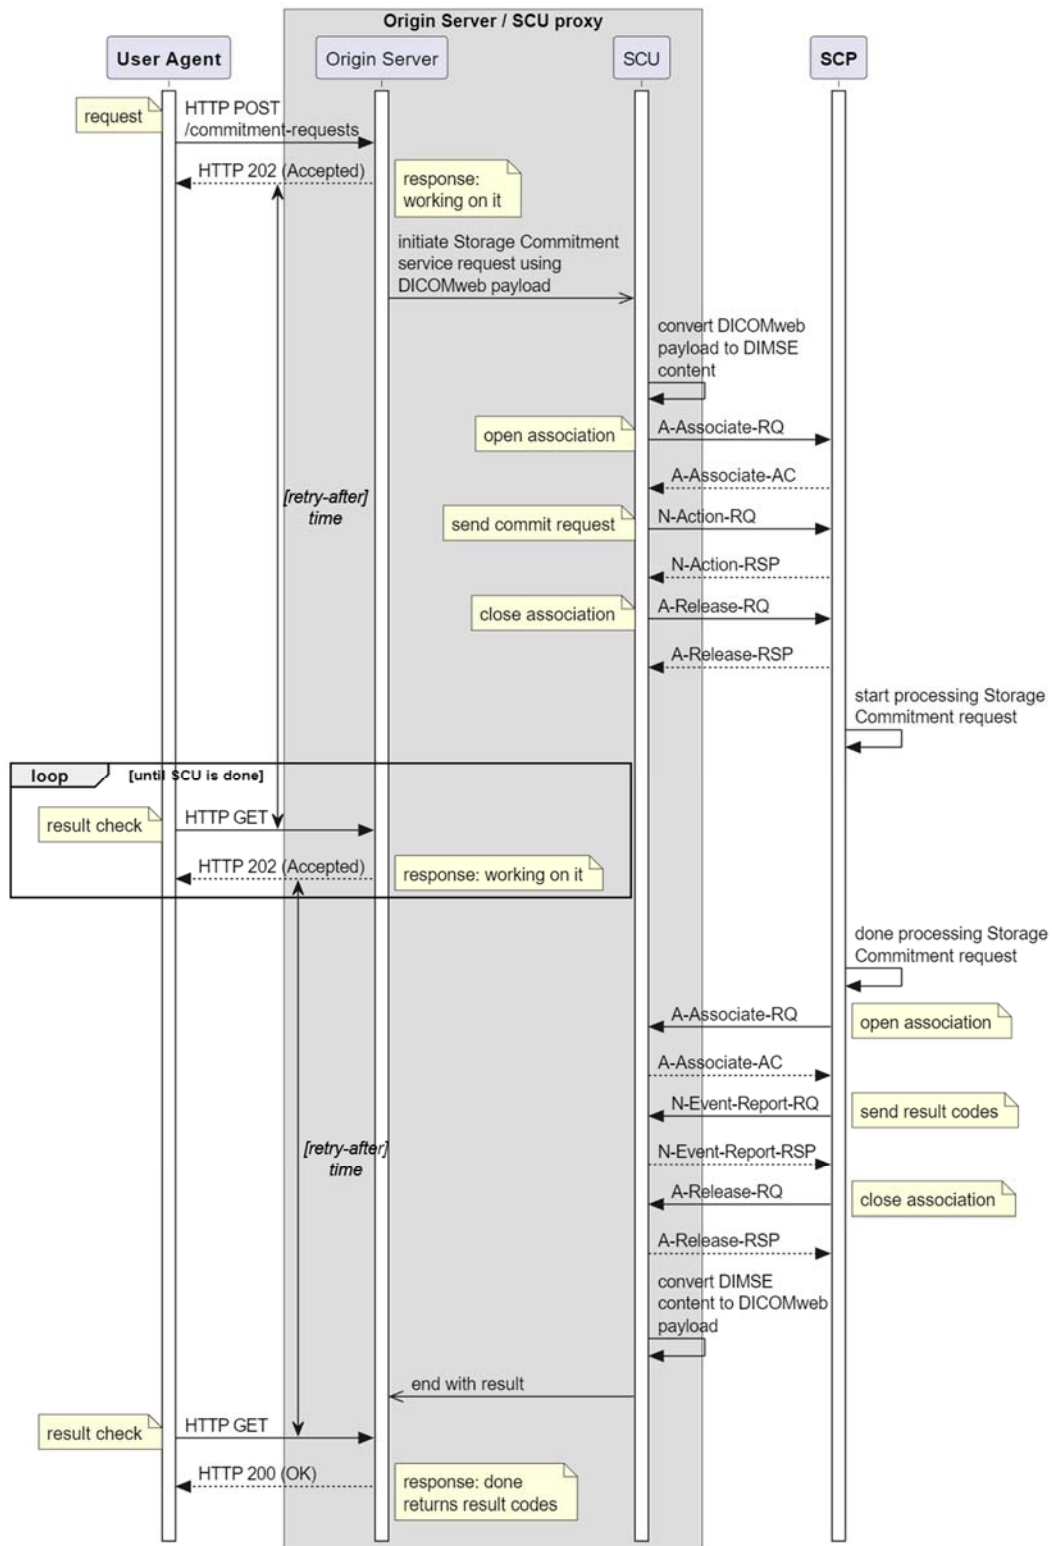 Origin Server / SCU proxy
User Agent
Origin Server
SCU
SCP
request
HTTP POST
/commitment-requests
HTTP 202 (Accepted)
response:
working on it
initiate Storage Commitment
service request using
DICOMweb payload
convert DICOMweb
payload to DIMSE
content
open association
A-Associate-RQ
A-Associate-AC
[retry-after]
time
send commit request
N-Action-RQ
N-Action-RSP
close association
A-Release-RQ
A-Release-RSP
start processing Storage
Commitment request
loop
[until SCU is done]
result check
HTTP GET
HTTP 202 (Accepted)
response: working on it
done processing Storage
Commitment request
A-Associate-RQ
open association
A-Associate-AC
N-Event-Report-RQ
send result codes
[retry-after]
time
N-Event-Report-RSP
A-Release-RQ
close association
A-Release-RSP
convert DIMSE
content to DICOMweb
payload
end with result
result check
HTTP GET
HTTP 200 (OK)
response: done
returns result codes